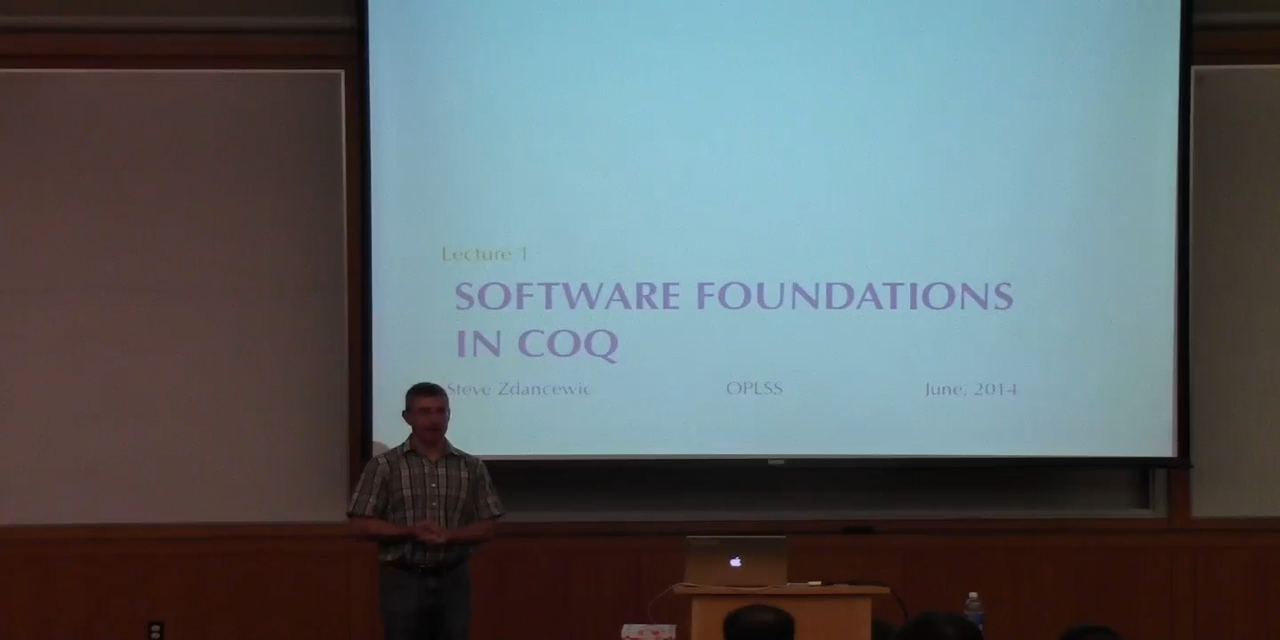 Lecture 1
SOFTWARE FOUNDATIONS
IN COQ
Steve Zdancewic OPLSS June, 2014